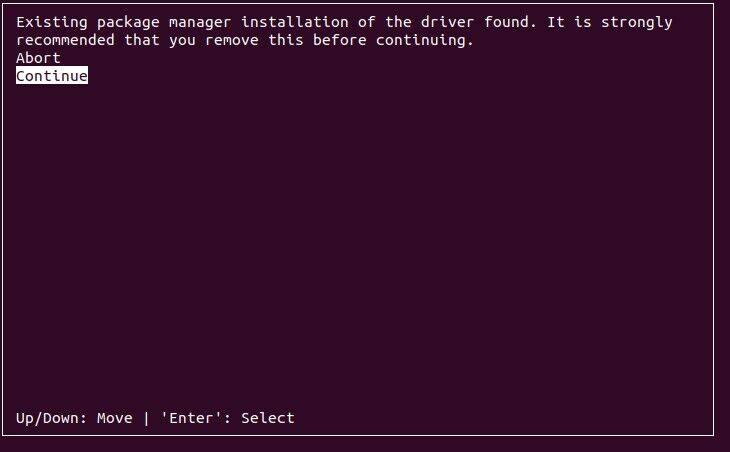 Existing package manager installation of the driver found. It is strongly
recommended that you remove this before continuing.
Abort
Continue
Up/Down: Move | 'Enter': Select